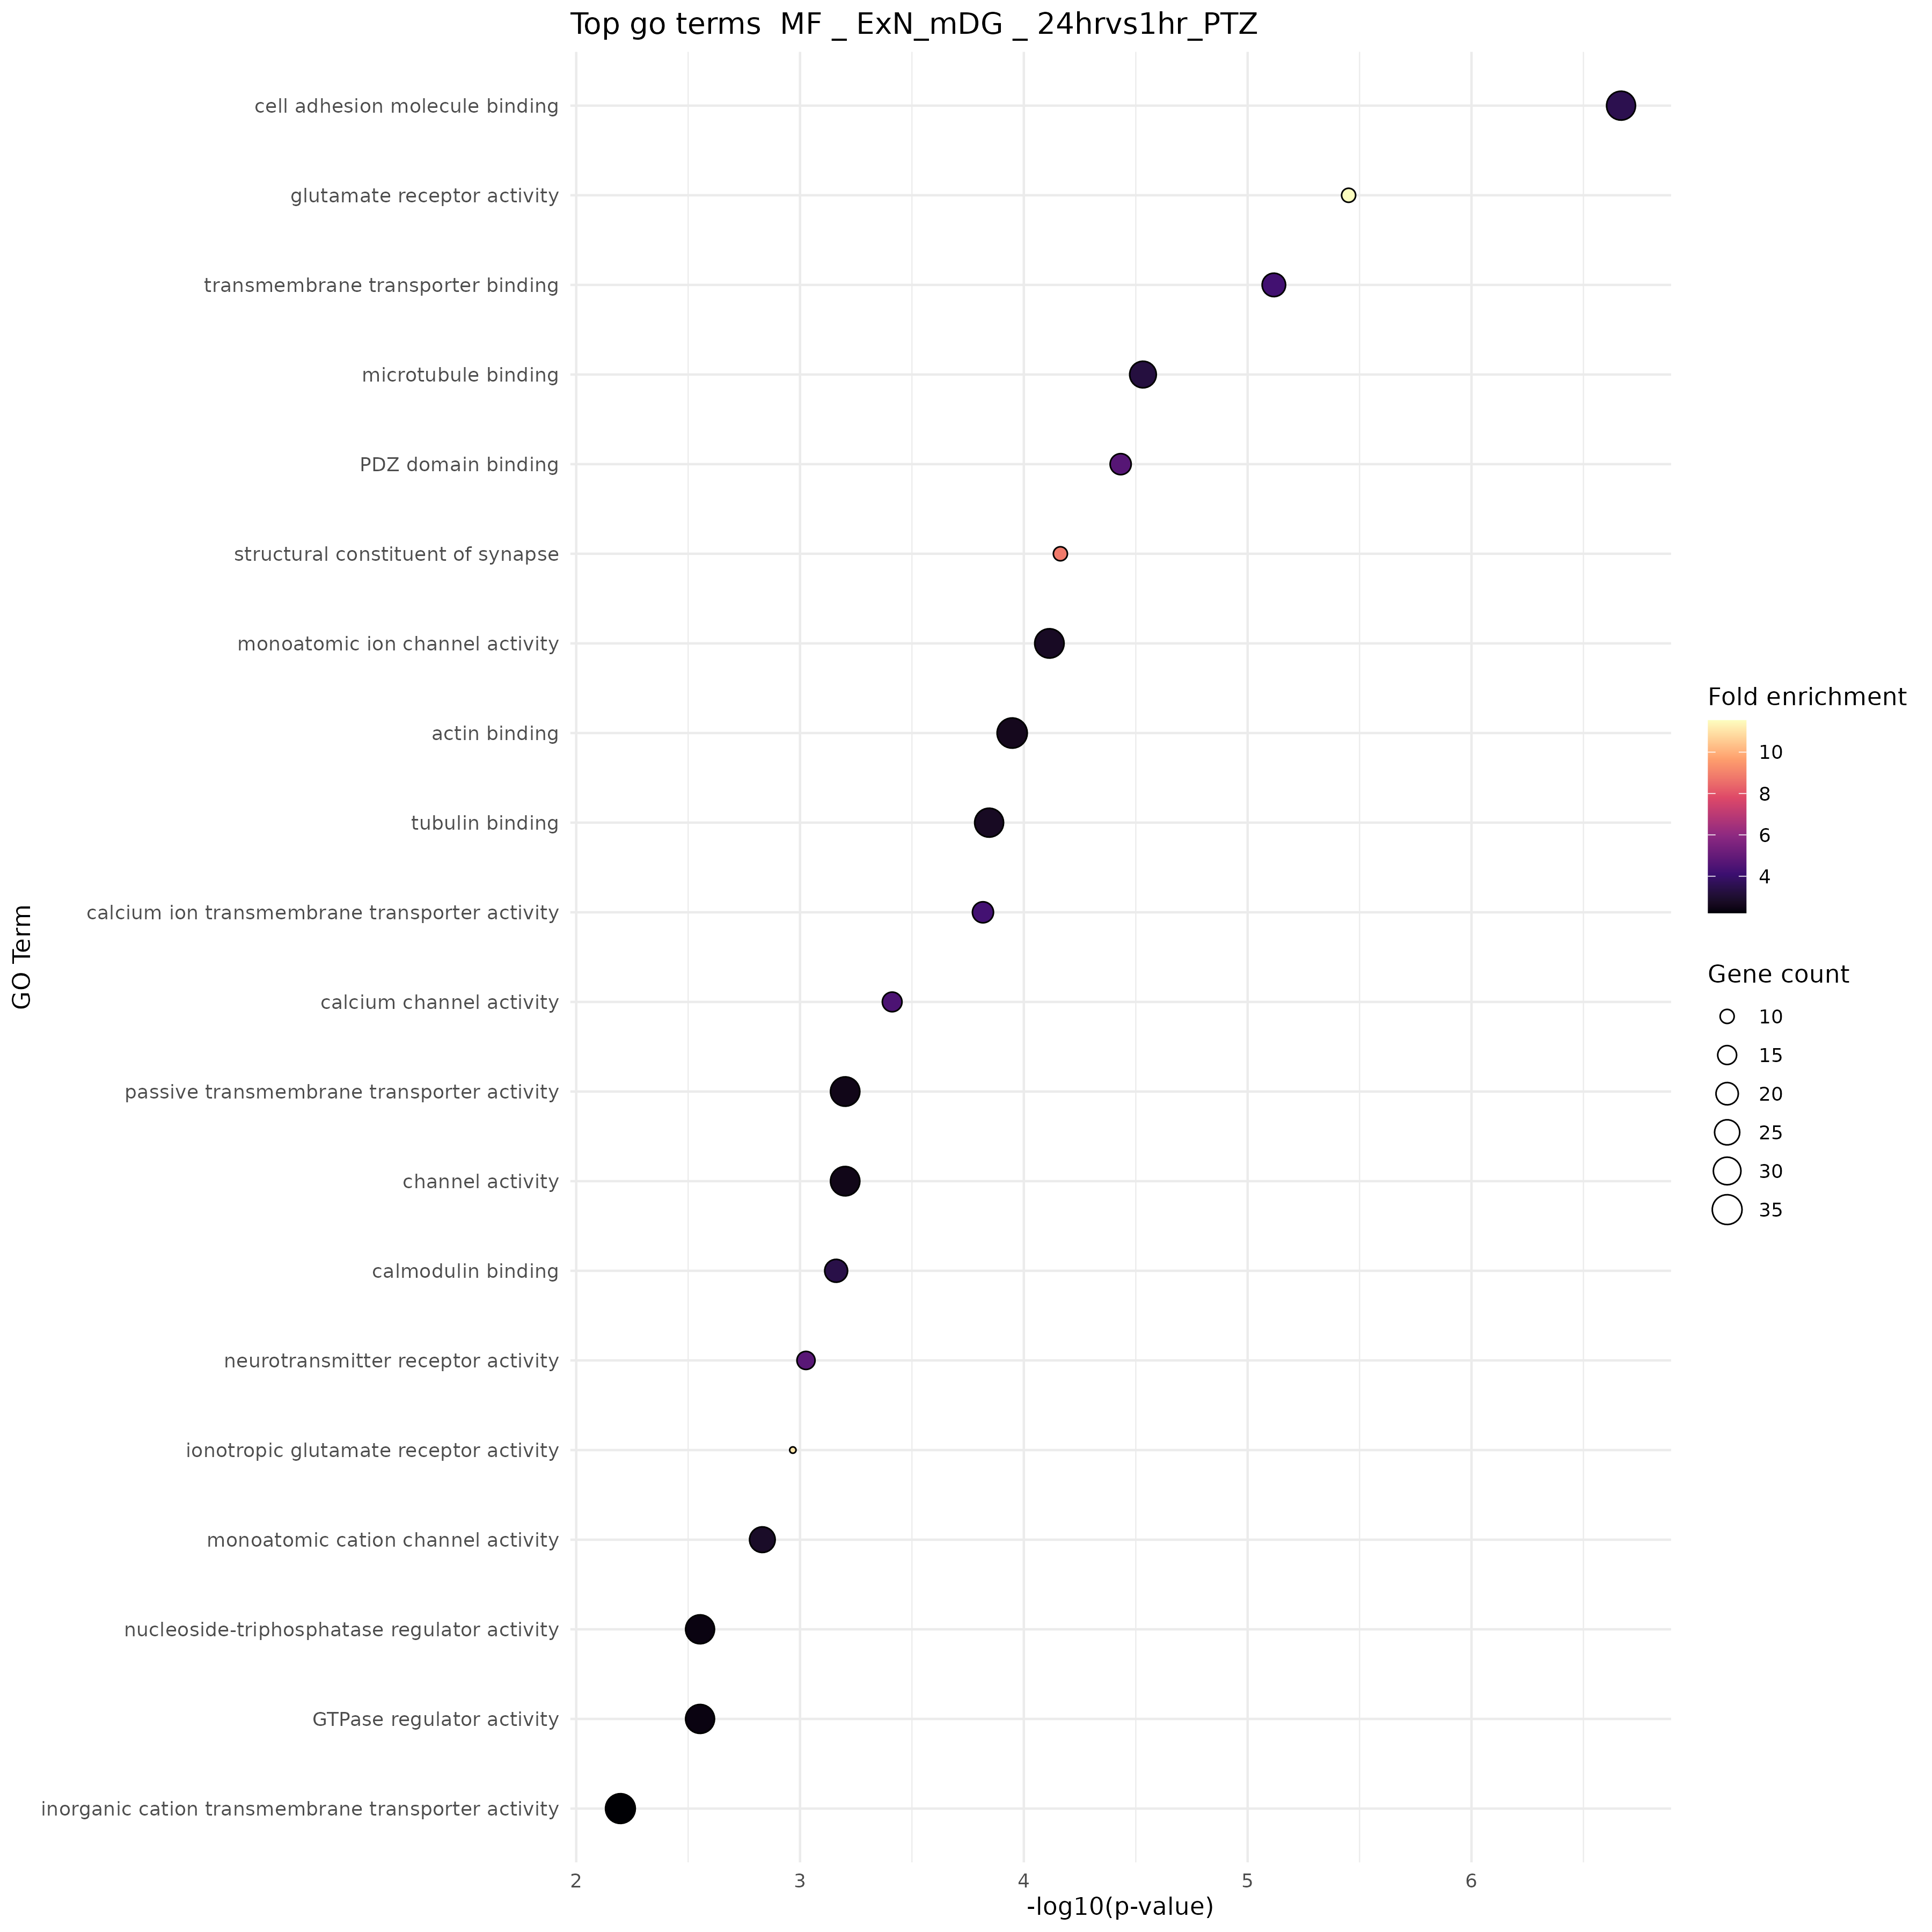 Top go terms  MF _ ExN_mDG _ 24hrvs1hr_PTZ
cell adhesion molecule binding
glutamate receptor activity
transmembrane transporter binding
microtubule binding
PDZ domain binding
structural constituent of synapse
monoatomic ion channel activity
actin binding
tubulin binding
calcium ion transmembrane transporter activity
calcium channel activity
passive transmembrane transporter activity
channel activity
calmodulin binding
neurotransmitter receptor activity
ionotropic glutamate receptor activity
monoatomic cation channel activity
nucleoside-triphosphatase regulator activity
GTPase regulator activity
inorganic cation transmembrane transporter activity
GO Term
2 3 4 5 6
-log10(p-value)
Fold enrichment
10
8
6
4
Gene count
10
15
20
25
30
35